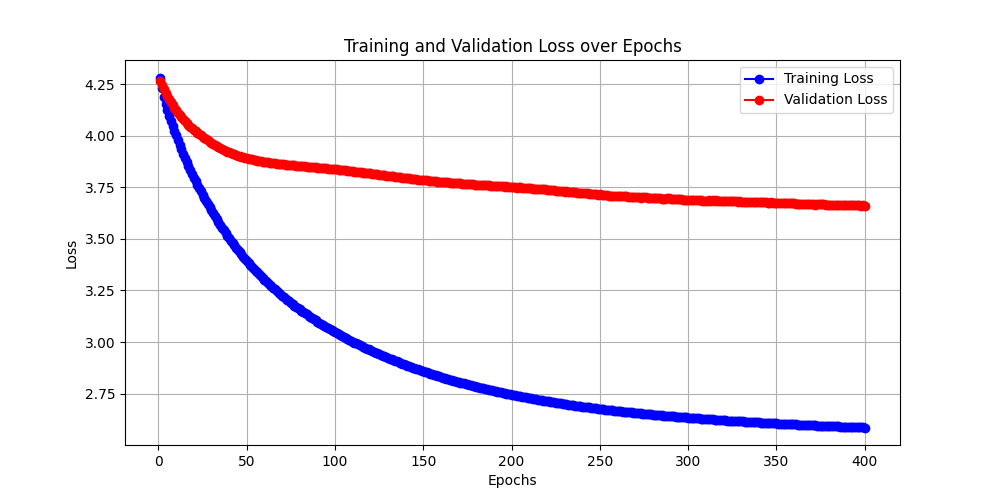 Training and Validation Loss over Epochs
Training Loss
Validation Loss
Loss
4.25
4.00
3.75
3.50
3.25
3.00
2.75
0 50 100 150 200 250 300 350 400
Epochs